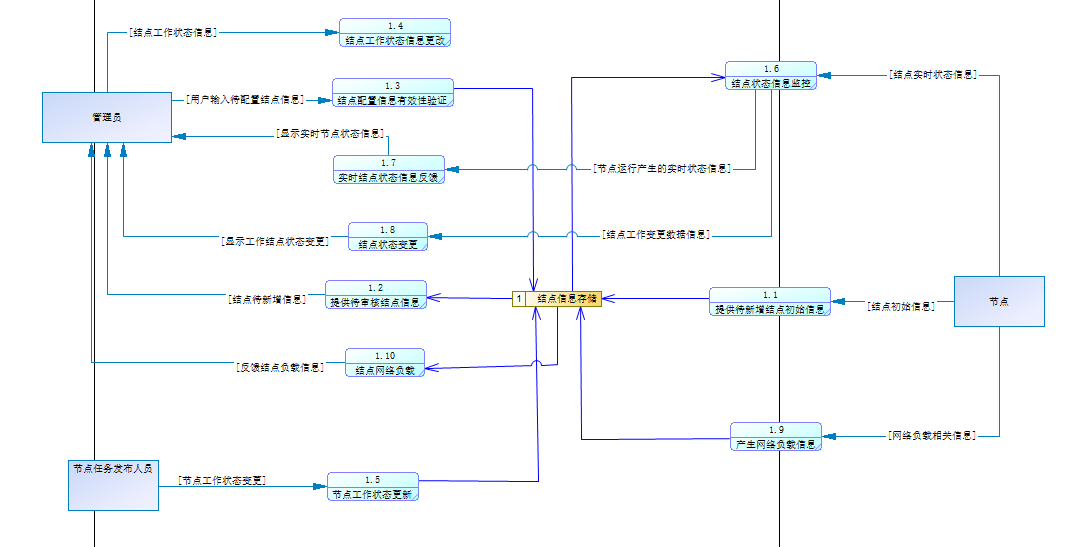 1.4
[结点工作状态信息]
结点工作状态信息更改
1.6
[结点实时状态信息]
结点状态信息监控
1.3
[用户输入待配置结点信息]
结点配置信息有效性验证
管理员
[显示实时节点状态信息]
1.7
[节点运行产生的实时状态信息]
实时结点状态信息反馈
1.8
[显示工作结点状态变更]
结点状态变更
[结点工作变更数据信息]
1.2
[结点待新增信息]
提供待审核结点信息
1 结点信息存储
1.1
提供待新增结点初始信息
[结点初始信息]
节点
1.10
[反馈结点负载信息]
结点网络负载
1.9
产生网络负载信息
[网络负载相关信息]
节点任务发布人员
[节点工作状态变更]
1.5
节点工作状态更新